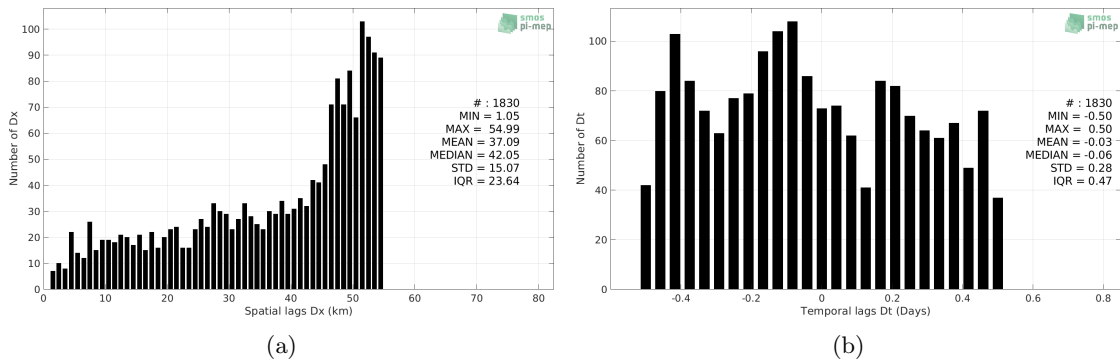 smos
pi-mep
100
90
80
70
60
50
40
30
20
10
0
Number of Dx
# : 1830
MIN = 1.05
MAX = 54.99
MEAN = 37.09
MEDIAN = 42.05
STD = 15.07
IQR = 23.64
0 10 20 30 40 50 60 70 80
Spatial lags Dx (km)
(a)
smos
pi-mep
100
80
60
40
20
0
Number of Dt
# : 1830
MIN = -0.50
MAX = 0.50
MEAN = -0.03
MEDIAN = -0.06
STD = 0.28
IQR = 0.47
-0.4 -0.2 0 0.2 0.4 0.6 0.8
Temporal lags Dt (Days)
(b)